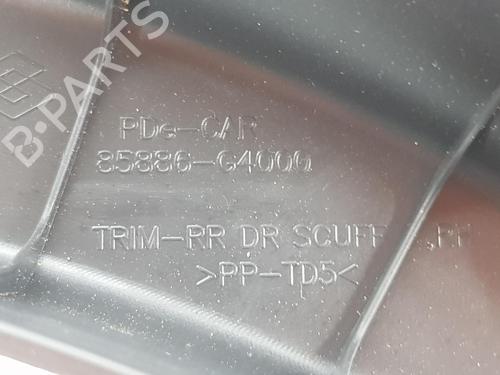 B-PARTS
PDe-CAR
85886-G4000
TRIM-RR DR SCUFF
>PP-TD5<